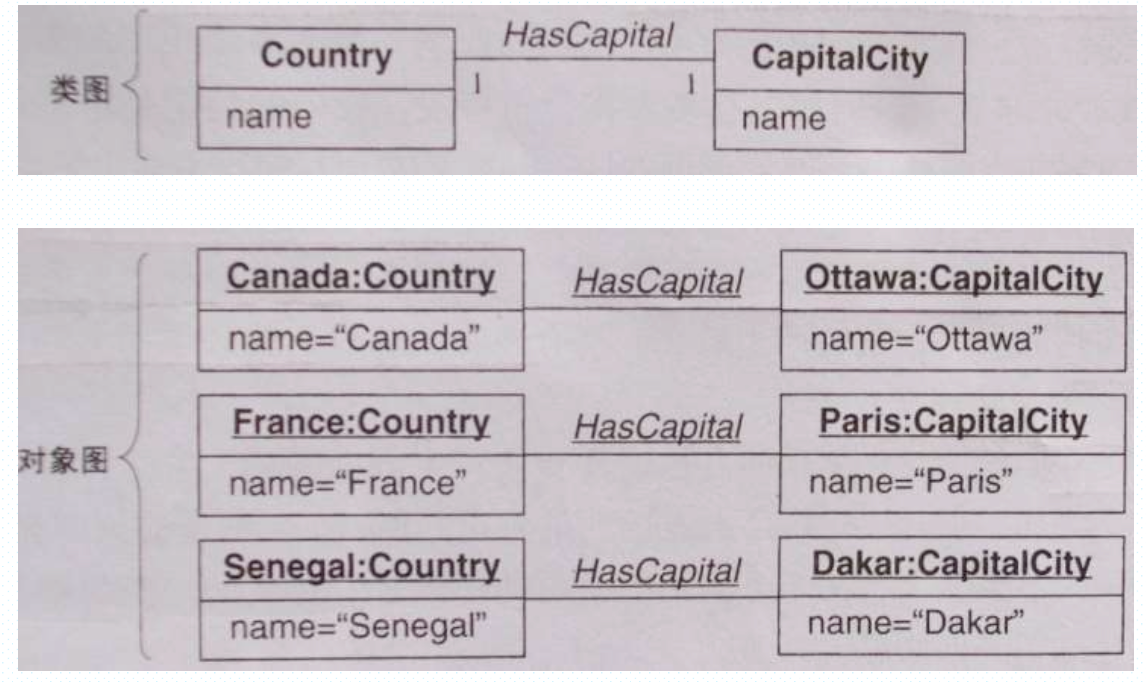 类图
Country
HasCapital
CapitalCity
1
1
name
name
对象图
Canada:Country
HasCapital
Ottawa:CapitalCity
name=“Canada”
name=“Ottawa”
France:Country
HasCapital
Paris:CapitalCity
name=“France”
name=“Paris”
Senegal:Country
HasCapital
Dakar:CapitalCity
name=“Senegal”
name=“Dakar”